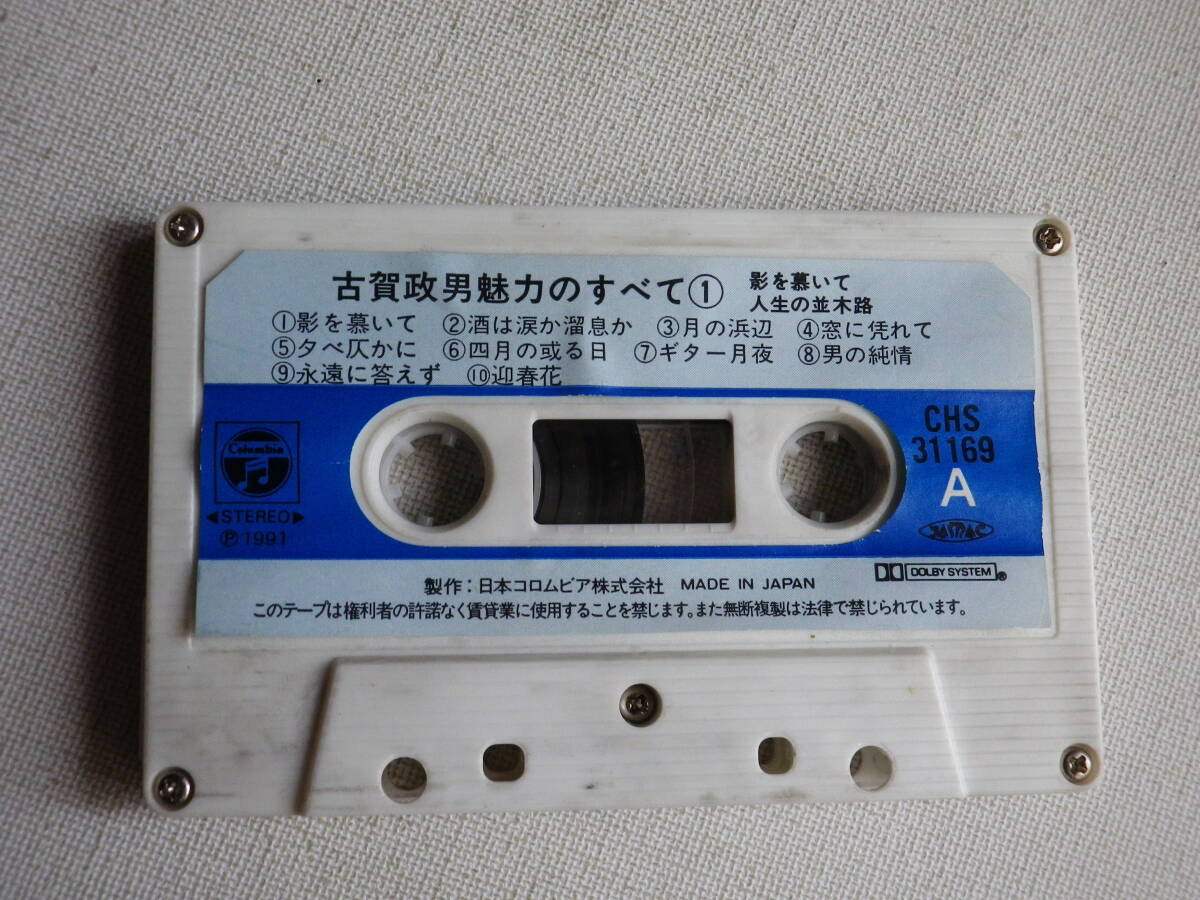 古賀政男魅力のすべて①
影を慕いて
人生の並木路
①影を慕いて ②酒は涙か溜息か ③月の浜辺 ④窓に凭れて
⑤夕べ仄かに ⑥四月の或る日 ⑦ギター月夜 ⑧男の純情
⑨永遠に答えず ⑩迎春花
Columbia
◀STEREO▶
Ⓟ1991
CHS
31169
A
JASRAC
DOLBY SYSTEM®
製作:日本コロムビア株式会社 MADE IN JAPAN
このテープは権利者の許諾なく賃貸業に使用することを禁じます。また無断複製は法律で禁じられています。